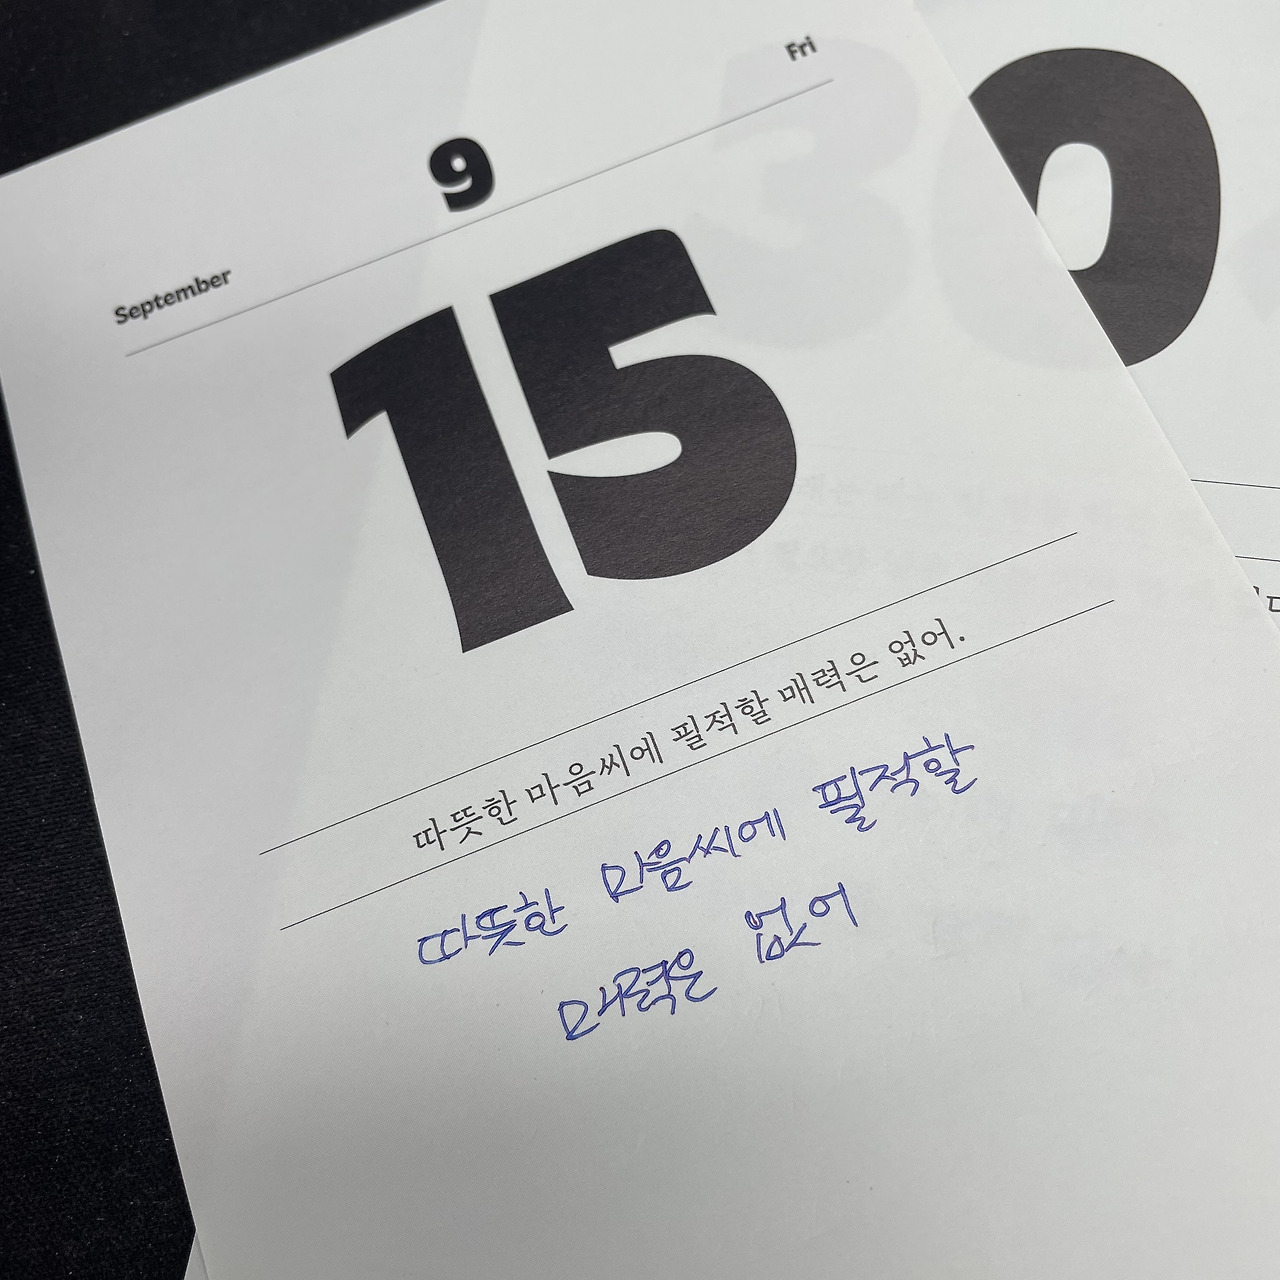 Fri
9
September
15
따뜻한 마음씨에 필적할 매력은 없어.
따뜻한 마음씨에 필적할
매력은 없어
30